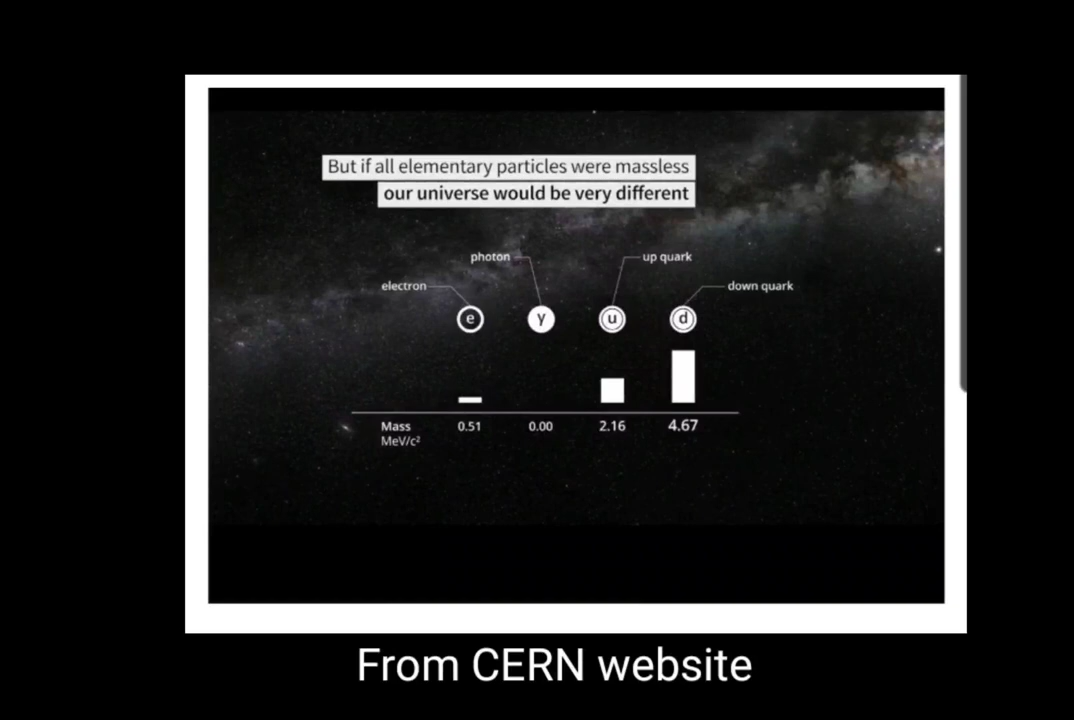 But if all elementary particles were massless
our universe would be very different
photon
up quark
electron
down quark
e
γ
u
d
Mass
0.51
0.00
2.16
4.67
MeV/c²
From CERN website